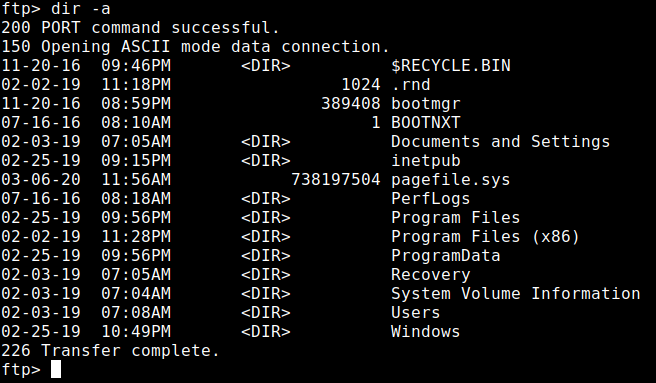 ftp> dir -a
200 PORT command successful.
150 Opening ASCII mode data connection.
11-20-16  09:46PM       <DIR>          $RECYCLE.BIN
02-02-19  11:18PM                 1024 .rnd
11-20-16  08:59PM               389408 bootmgr
07-16-16  08:10AM                    1 BOOTNXT
02-03-19  07:05AM       <DIR>          Documents and Settings
02-25-19  09:15PM       <DIR>          inetpub
03-06-20  11:56AM            738197504 pagefile.sys
07-16-16  08:18AM       <DIR>          PerfLogs
02-25-19  09:56PM       <DIR>          Program Files
02-02-19  11:28PM       <DIR>          Program Files (x86)
02-25-19  09:56PM       <DIR>          ProgramData
02-03-19  07:05AM       <DIR>          Recovery
02-03-19  07:04AM       <DIR>          System Volume Information
02-03-19  07:08AM       <DIR>          Users
02-25-19  10:49PM       <DIR>          Windows
226 Transfer complete.
ftp>